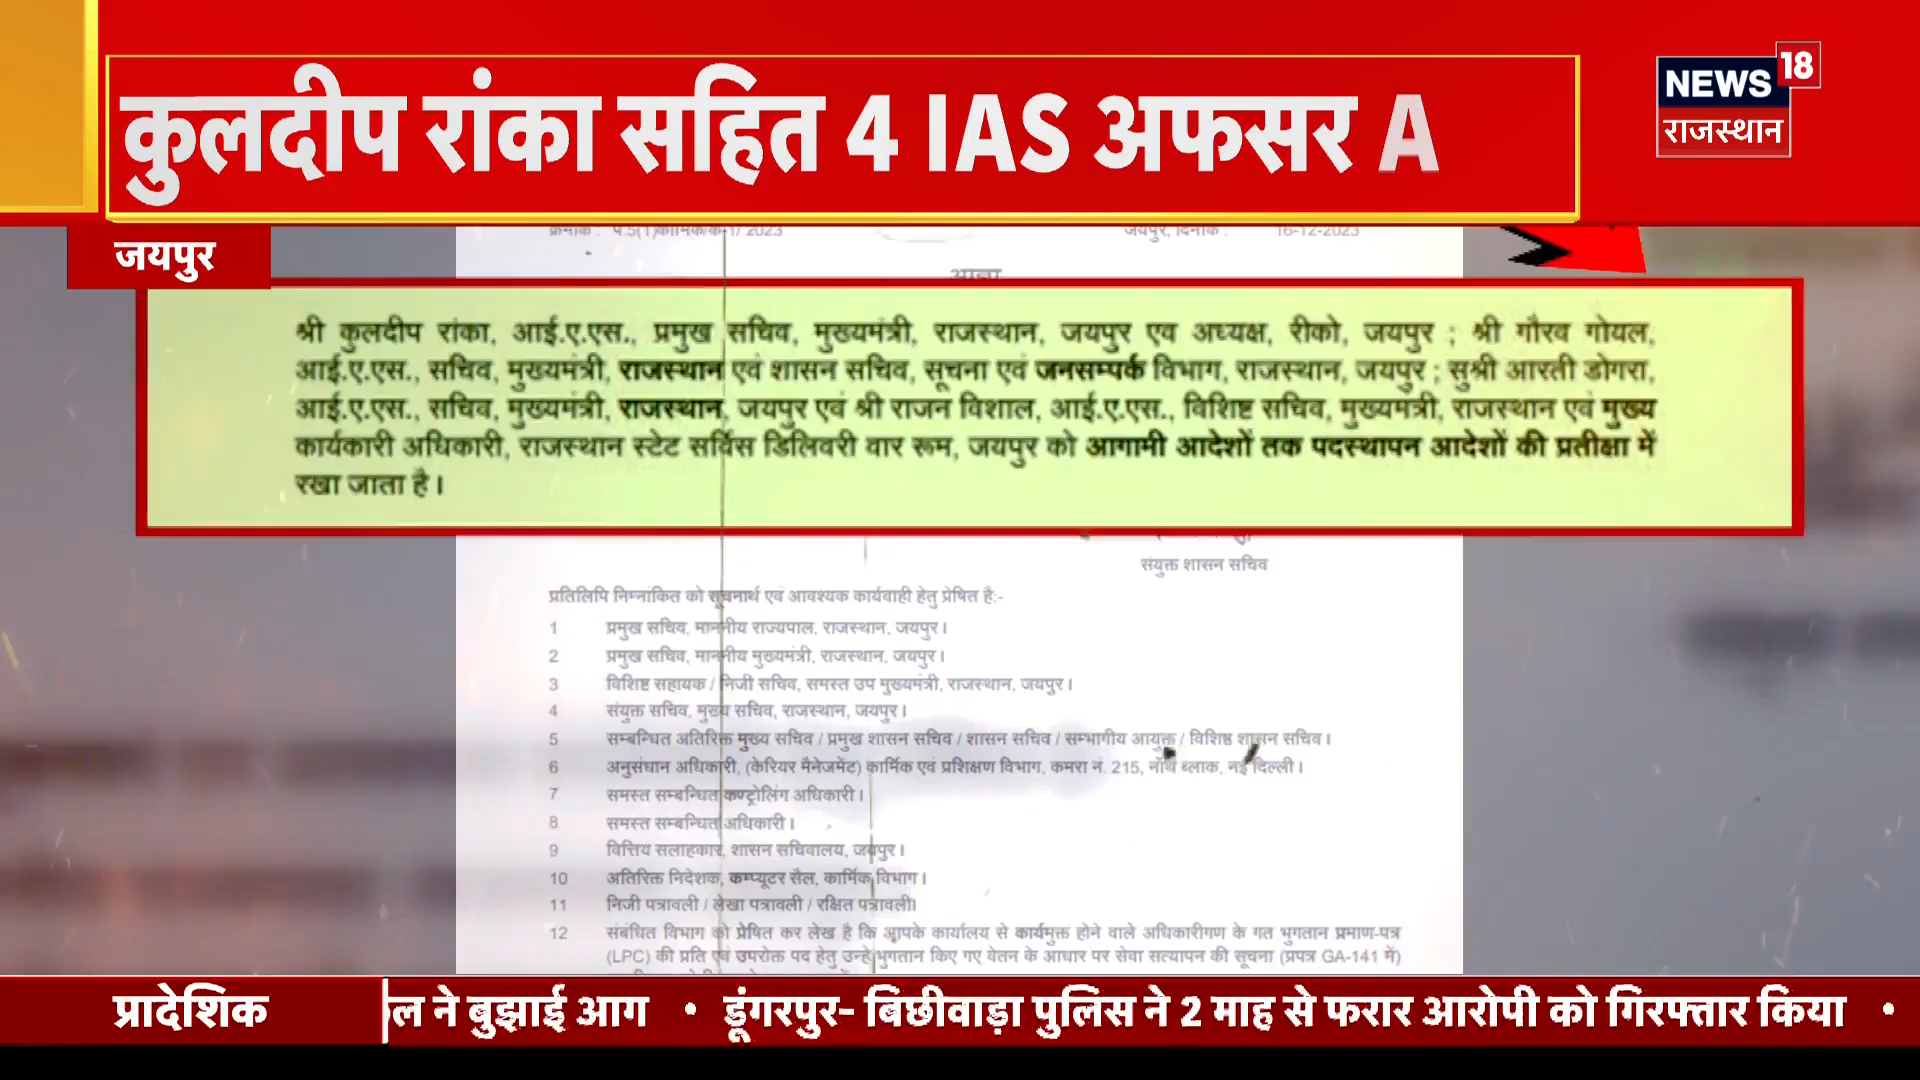 कुलदीप रांका सहित 4 IAS अफसर A
NEWS 18
राजस्थान
जयपुर
क्रमांक : प.5(1)कार्मिक/क-1/2023 जयपुर, दिनांक : 16-12-2023
आज्ञा
श्री कुलदीप रांका, आई.ए.एस., प्रमुख सचिव, मुख्यमंत्री, राजस्थान, जयपुर एव अध्यक्ष, रीको, जयपुर ; श्री गौरव गोयल,
आई.ए.एस., सचिव, मुख्यमंत्री, राजस्थान एवं शासन सचिव, सूचना एवं जनसम्पर्क विभाग, राजस्थान, जयपुर ; सुश्री आरती डोगरा,
आई.ए.एस., सचिव, मुख्यमंत्री, राजस्थान, जयपुर एवं श्री राजन विशाल, आई.ए.एस., विशिष्ट सचिव, मुख्यमंत्री, राजस्थान एवं मुख्य
कार्यकारी अधिकारी, राजस्थान स्टेट सर्विस डिलिवरी वार रूम, जयपुर को आगामी आदेशों तक पदस्थापन आदेशों की प्रतीक्षा में
रखा जाता है।
संयुक्त शासन सचिव
प्रतिलिपि निम्नांकित को सूचनार्थ एवं आवश्यक कार्यवाही हेतु प्रेषित है:-
1 प्रमुख सचिव, माननीय राज्यपाल, राजस्थान, जयपुर।
2 प्रमुख सचिव, माननीय मुख्यमंत्री, राजस्थान, जयपुर।
3 विशिष्ट सहायक / निजी सचिव, समस्त उप मुख्यमंत्री, राजस्थान, जयपुर।
4 संयुक्त सचिव, मुख्य सचिव, राजस्थान, जयपुर।
5 सम्बन्धित अतिरिक्त मुख्य सचिव / प्रमुख शासन सचिव / शासन सचिव / सम्भागीय आयुक्त / विशिष्ठ शासन सचिव।
6 अनुसंधान अधिकारी, (केरियर मैनेजमेंट) कार्मिक एवं प्रशिक्षण विभाग, कमरा नं. 215, नॉर्थ ब्लाक, नई दिल्ली।
7 समस्त सम्बन्धित कण्ट्रोलिंग अधिकारी।
8 समस्त सम्बन्धित अधिकारी।
9 वित्तिय सलाहकार, शासन सचिवालय, जयपुर।
10 अतिरिक्त निदेशक, कम्प्यूटर सैल, कार्मिक विभाग।
11 निजी पत्रावली / लेखा पत्रावली / रक्षित पत्रावली।
12 संबंधित विभाग को प्रेषित कर लेख है कि आपके कार्यालय से कार्यमुक्त होने वाले अधिकारीगण के गत भुगतान प्रमाण-पत्र
(LPC) की प्रति एवं उपरोक्त पद हेतु उन्हे भुगतान किए गए वेतन के आधार पर सेवा सत्यापन की सूचना (प्रपत्र GA-141 में)
प्रादेशिक
ल ने बुझाई आग • डूंगरपुर- बिछीवाड़ा पुलिस ने 2 माह से फरार आरोपी को गिरफ्तार किया •